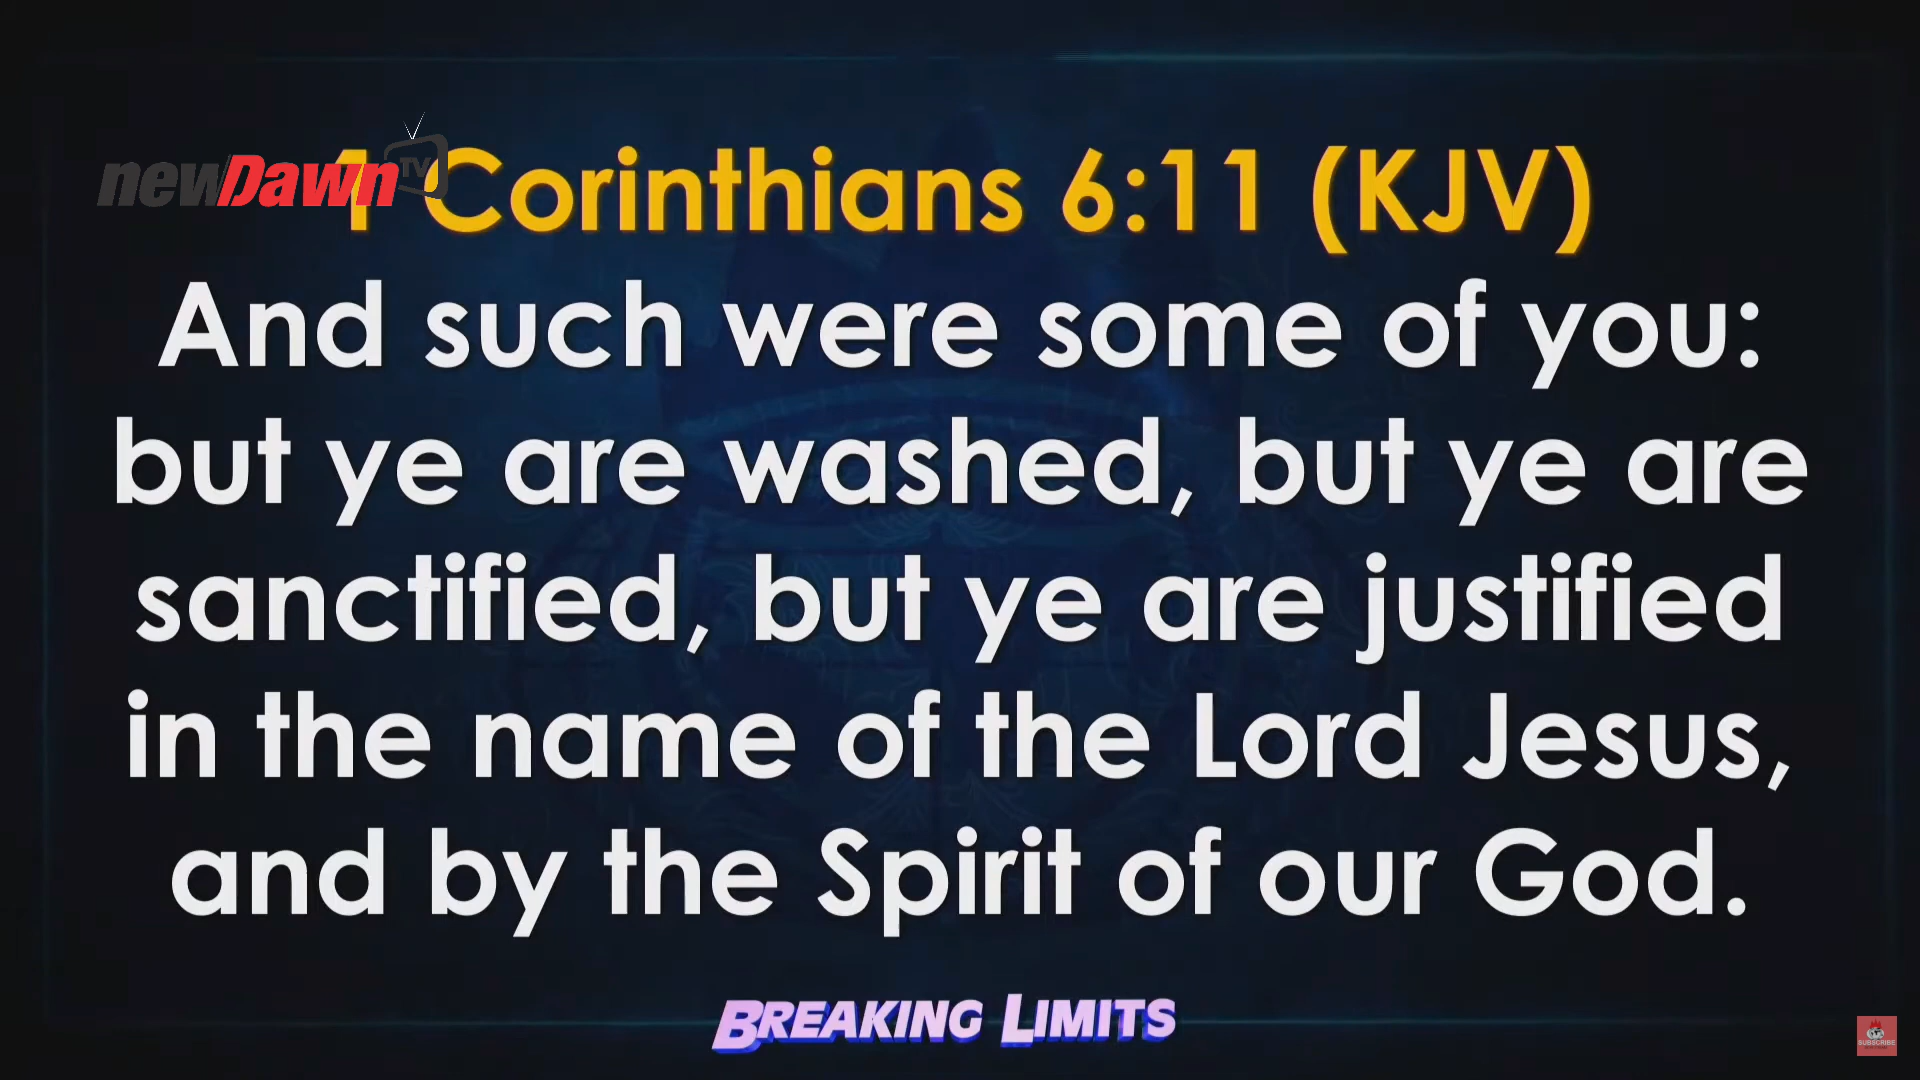 newDawn TV
1 Corinthians 6:11 (KJV)
And such were some of you:
but ye are washed, but ye are
sanctified, but ye are justified
in the name of the Lord Jesus,
and by the Spirit of our God.
BREAKING LIMITS
SUBSCRIBE